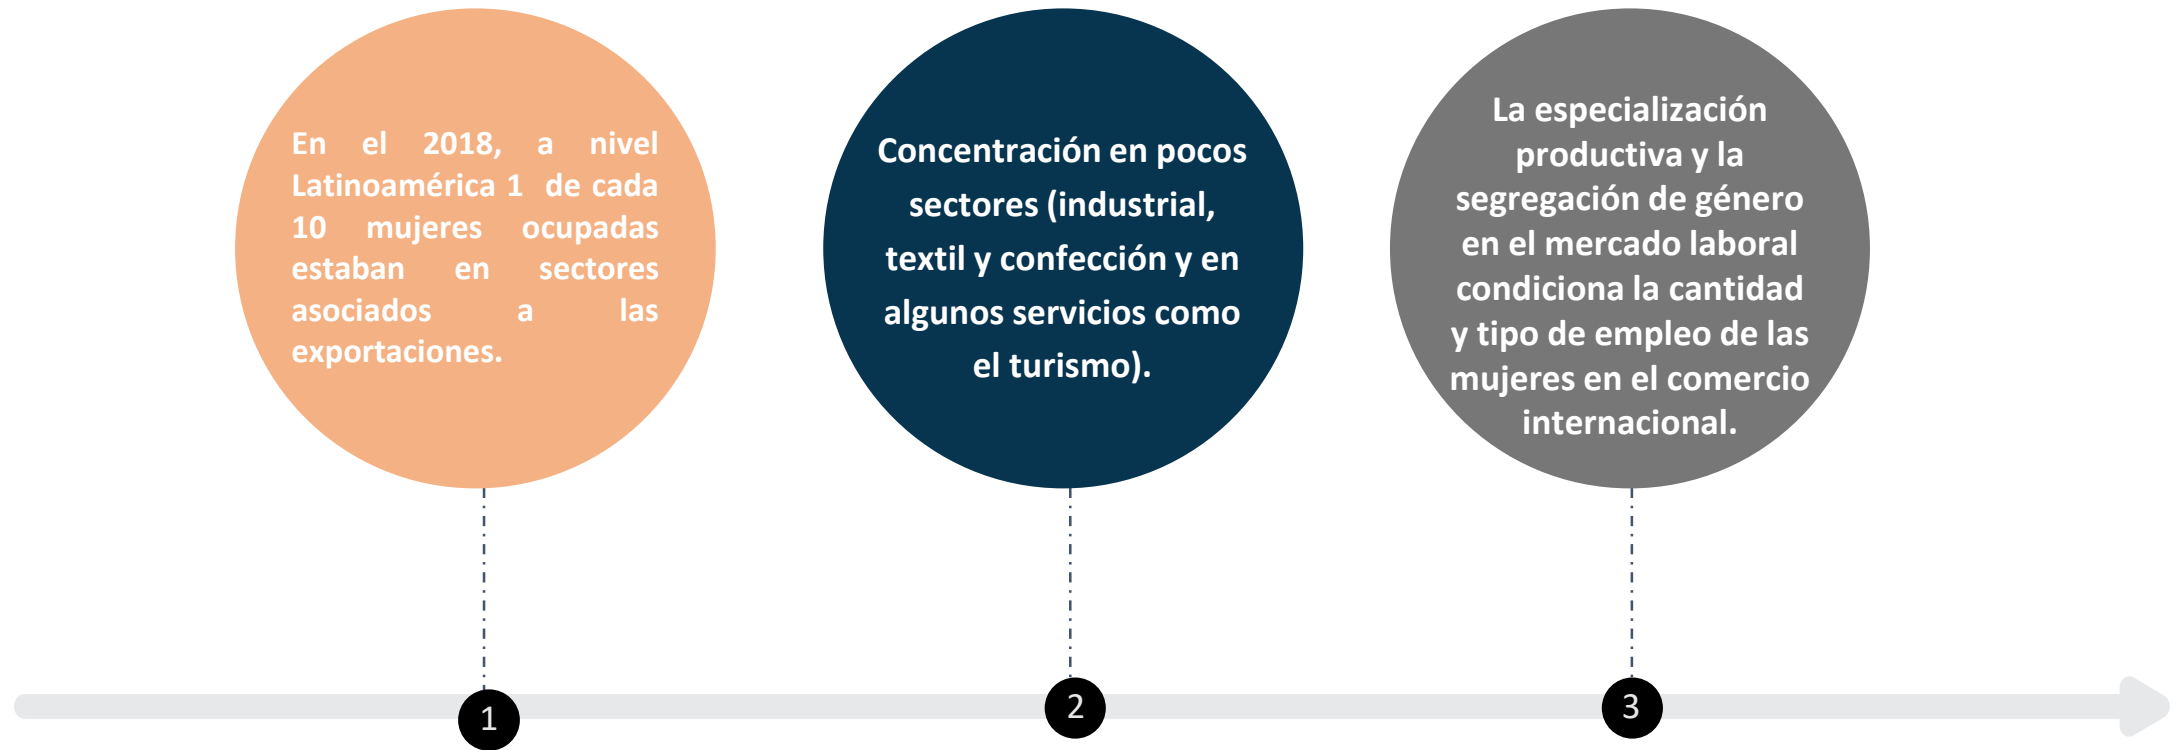 En el 2018, a nivel
Latinoamérica 1 de cada
10 mujeres ocupadas
estaban en sectores
asociados a las
exportaciones.
Concentración en pocos
sectores (industrial,
textil y confección y en
algunos servicios como
el turismo).
La especialización
productiva y la
segregación de género
en el mercado laboral
condiciona la cantidad
y tipo de empleo de las
mujeres en el comercio
internacional.
1
2
3